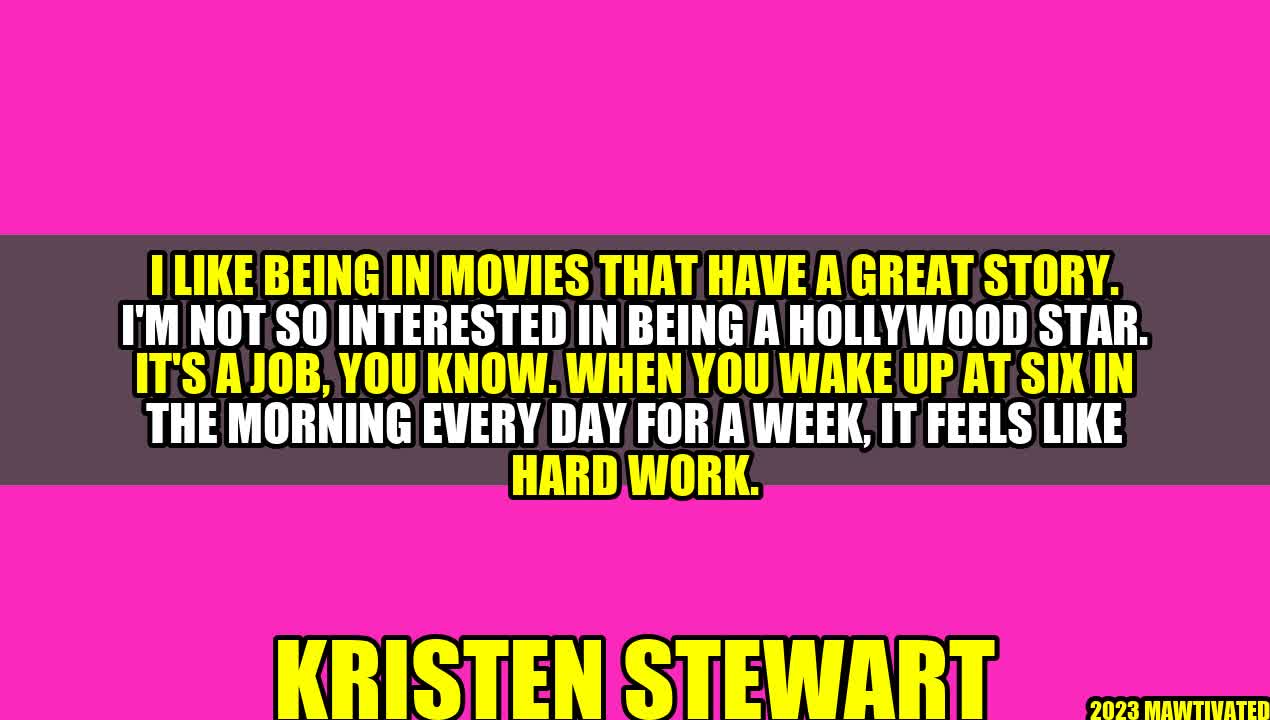 I LIKE BEING IN MOVIES THAT HAVE A GREAT STORY.
I'M NOT SO INTERESTED IN BEING A HOLLYWOOD STAR.
IT'S A JOB, YOU KNOW. WHEN YOU WAKE UP AT SIX IN
THE MORNING EVERY DAY FOR A WEEK, IT FEELS LIKE
HARD WORK.
KRISTEN STEWART
2023 MAWTIVATED